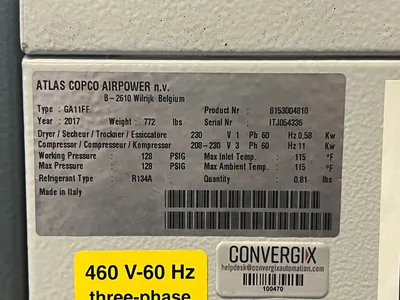 ATLAS COPCO AIRPOWER n.v.
B-2610 Wilrijk Belgium
Type : GA11FF Product Nr : 8153004810
Year : 2017 Weight : 772 lbs Serial Nr : ITJ054336
Dryer / Secheur / Trockner / Essiccatore 230 V 1 Ph 60 Hz 0,58 Kw
Compressor / Compresseur / Kompressor 208-230 V 3 Ph 60 Hz 11 Kw
Working Pressure : 128 PSIG Max Inlet Temp. : 115 °F
Max Pressure : 128 PSIG Max Ambient Temp. : 115 °F
Refrigerant Type : R134A Quantity : 0,81 lbs
Made in Italy
CONVERGIX
helpdesk@convergixautomation.com
100470
460 V-60 Hz
three-phase